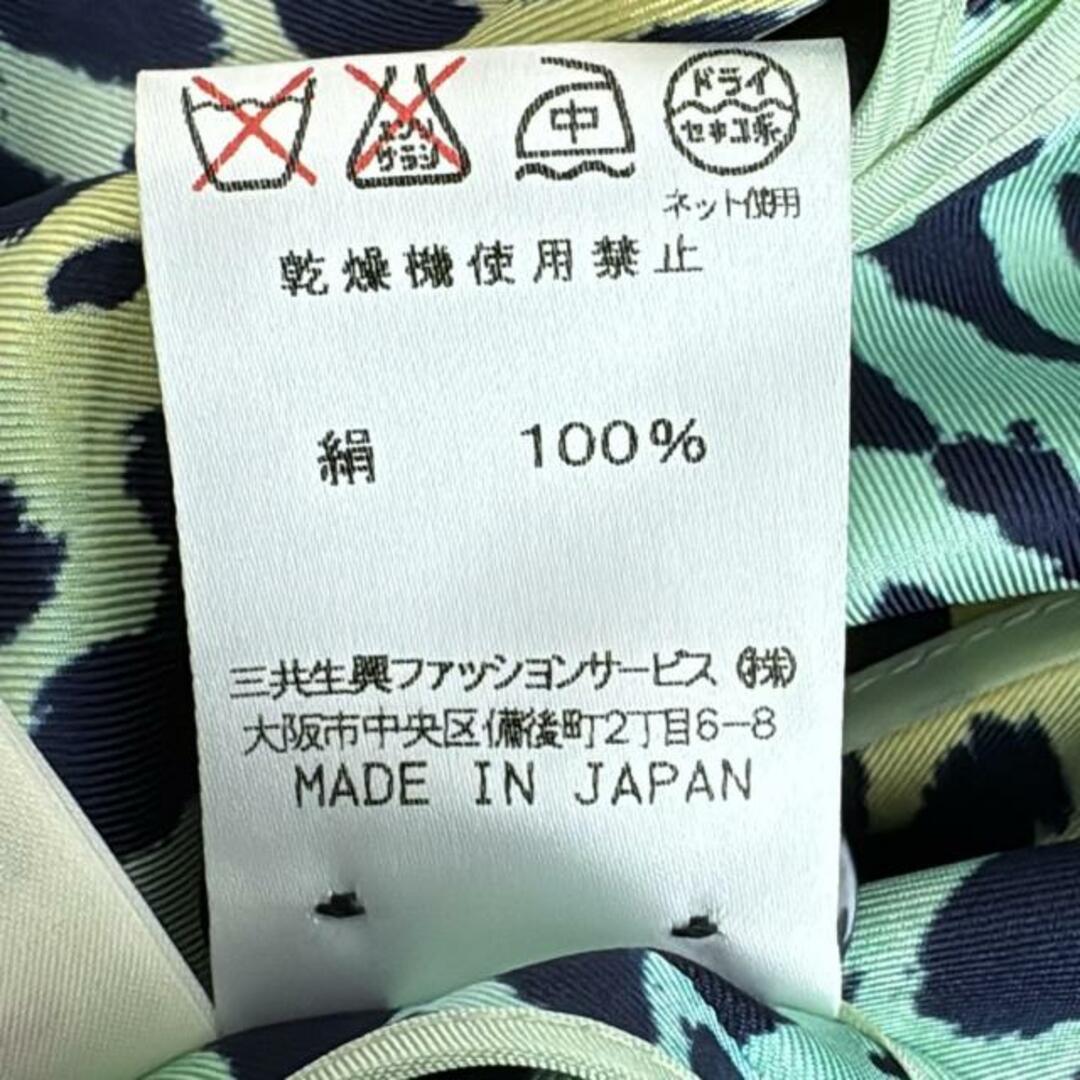 エンソ
サラシ
中
ドライ
セキユ系
ネット使用
乾燥機使用禁止
絹 100%
三共生興ファッションサービス(株)
大阪市中央区備後町2丁目6-8
MADE IN JAPAN